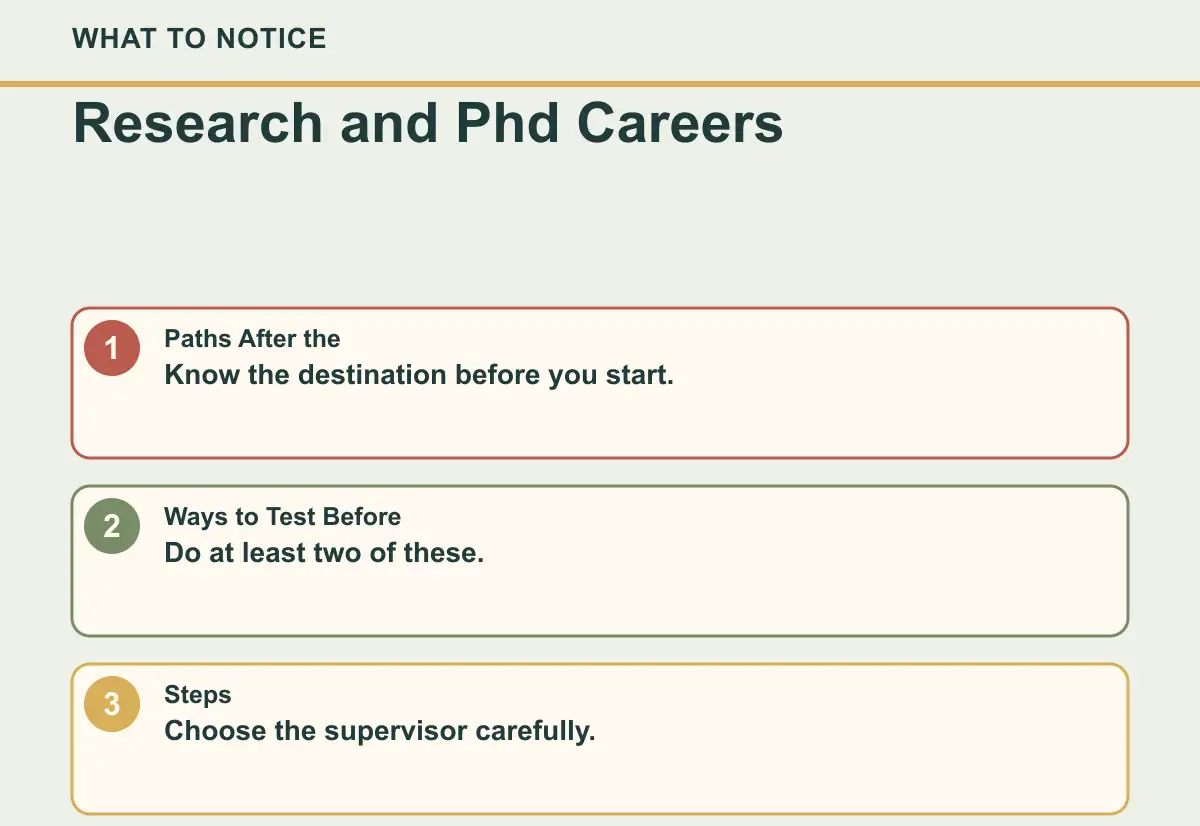 WHAT TO NOTICE
Research and Phd Careers
1
Paths After the
Know the destination before you start.
2
Ways to Test Before
Do at least two of these.
3
Steps
Choose the supervisor carefully.